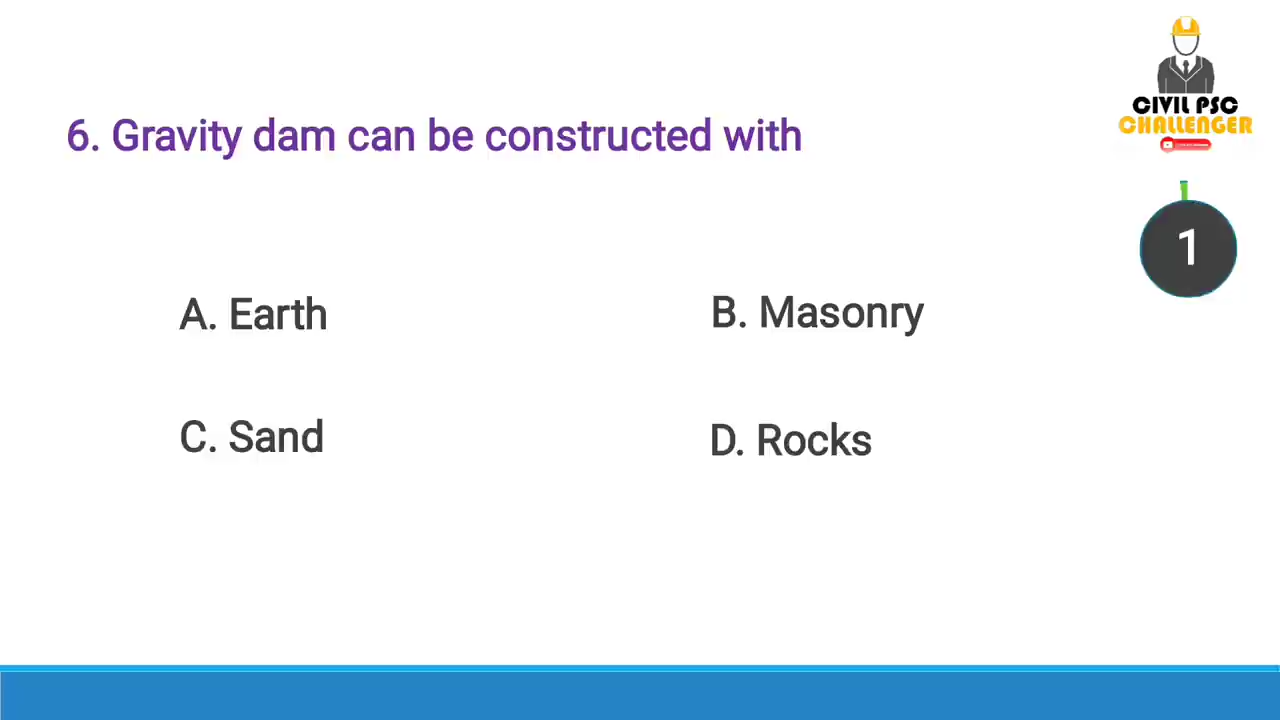 CIVIL PSC
CHALLENGER
6. Gravity dam can be constructed with
1
A. Earth
B. Masonry
C. Sand
D. Rocks